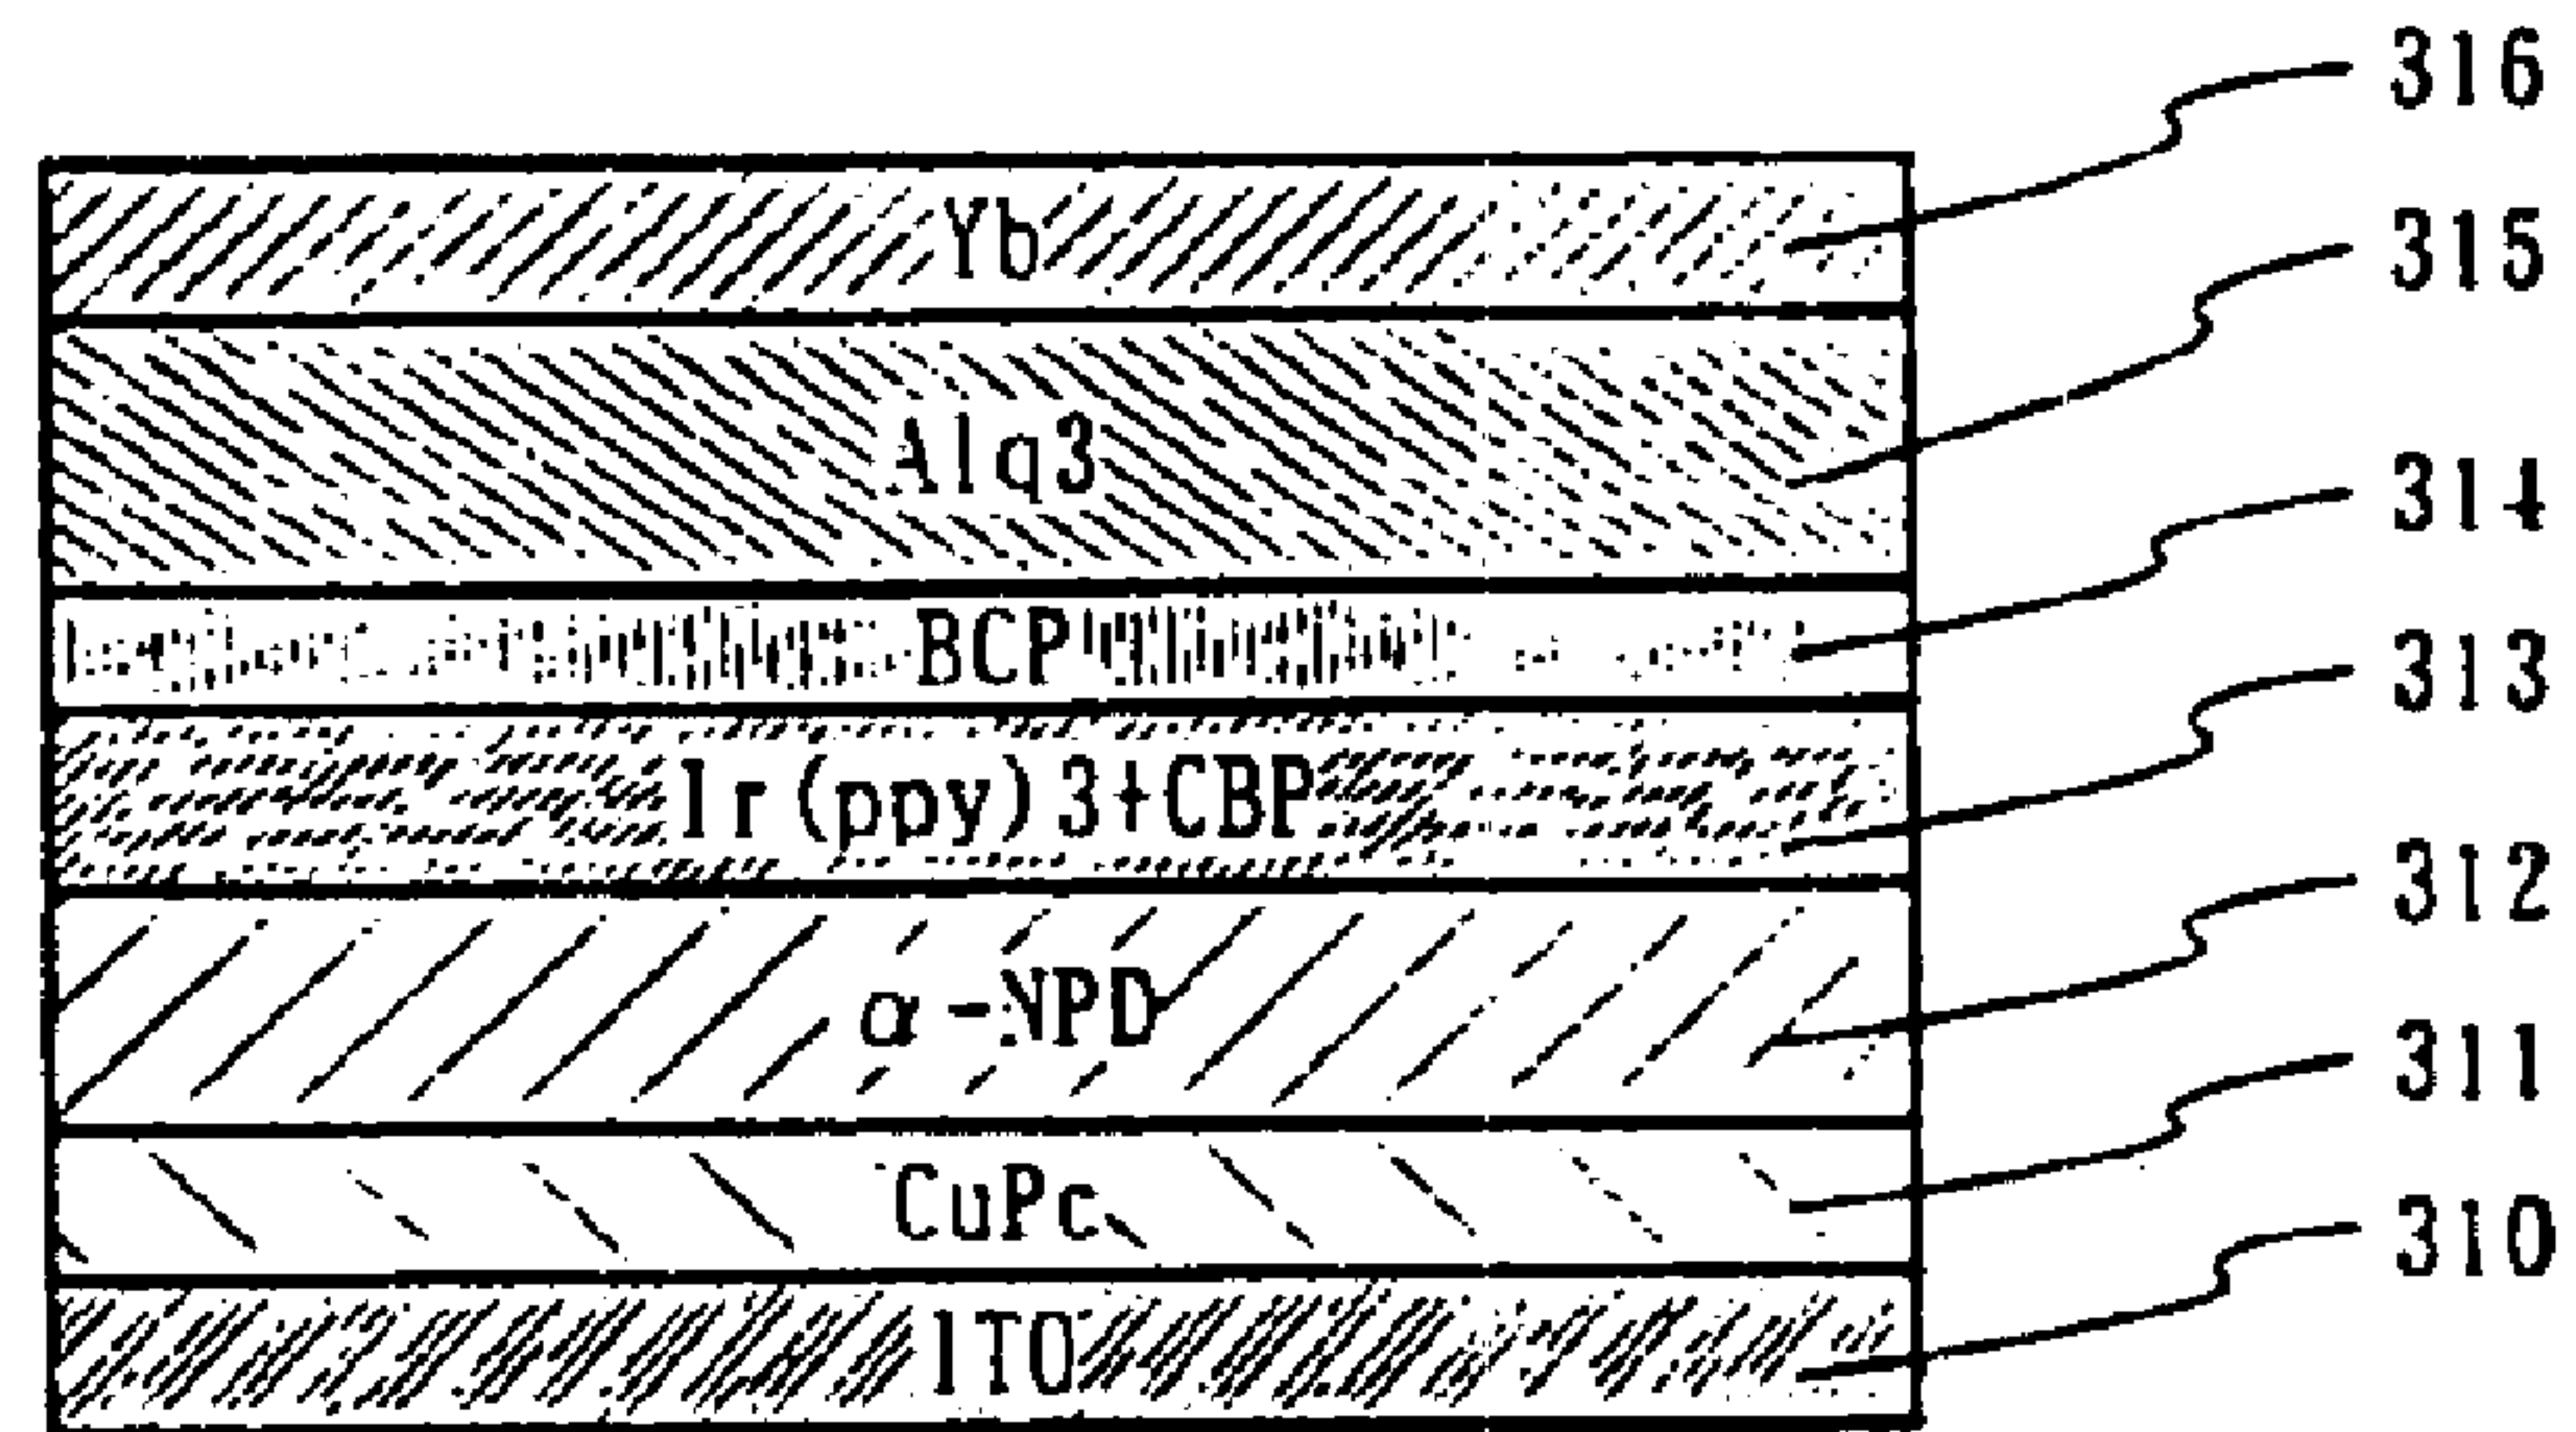 316
Yb
315
Alq3
314
BCP
313
Ir(ppy)3+CBP
312
α-NPD
311
CuPc
310
ITO